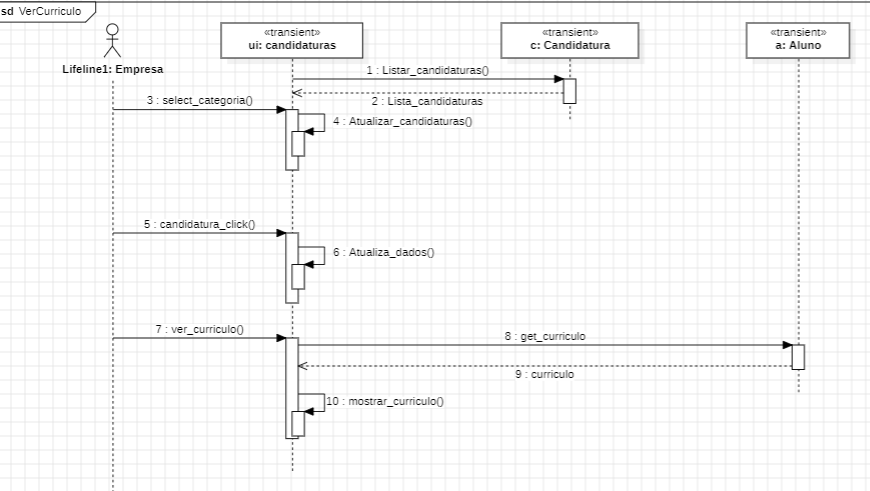 sd VerCurriculo
«transient»
ui: candidaturas
«transient»
c: Candidatura
«transient»
a: Aluno
Lifeline1: Empresa
1 : Listar_candidaturas()
2 : Lista_candidaturas
3 : select_categoria()
4 : Atualizar_candidaturas()
5 : candidatura_click()
6 : Atualiza_dados()
7 : ver_curriculo()
8 : get_curriculo
9 : curriculo
10 : mostrar_curriculo()